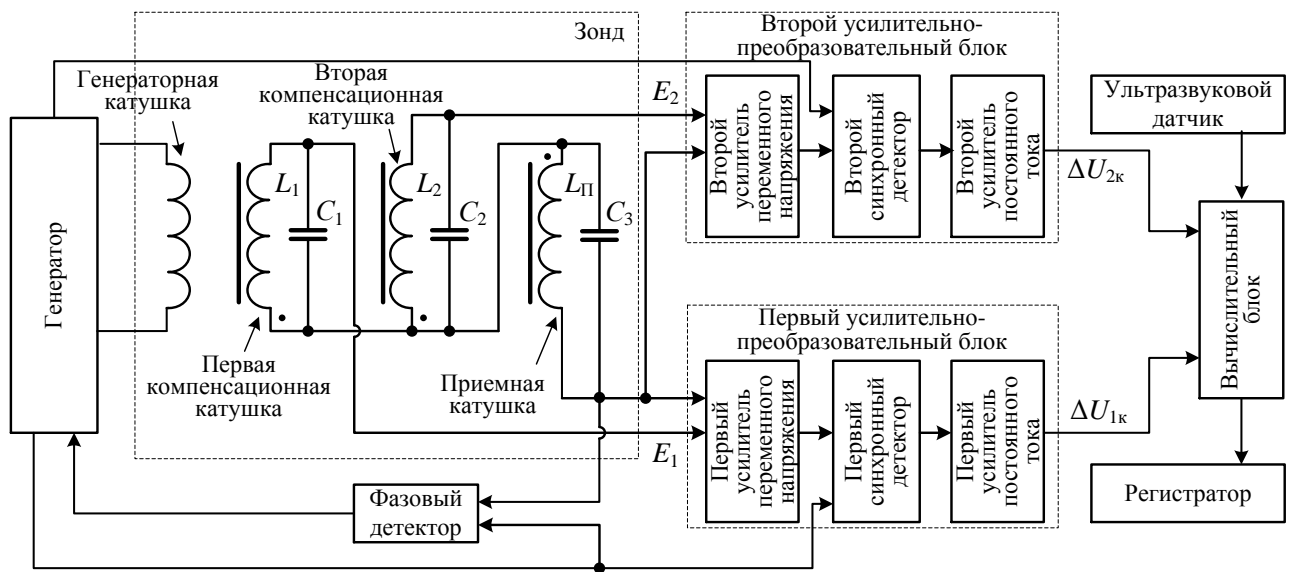 Зонд
Генераторная
катушка
Вторая
компенсационная
катушка
Генератор
L1
C1
L2
C2
LП
C3
Первая
компенсационная
катушка
Приемная
катушка
E2
E1
Фазовый
детектор
Второй усилительно-
преобразовательный блок
Второй
усилитель
переменного
напряжения
Второй
синхронный
детектор
Второй
усилитель
постоянного
тока
ΔU2к
Первый усилительно-
преобразовательный блок
Первый
усилитель
переменного
напряжения
Первый
синхронный
детектор
Первый
усилитель
постоянного
тока
ΔU1к
Ультразвуковой
датчик
Вычислительный
блок
Регистратор